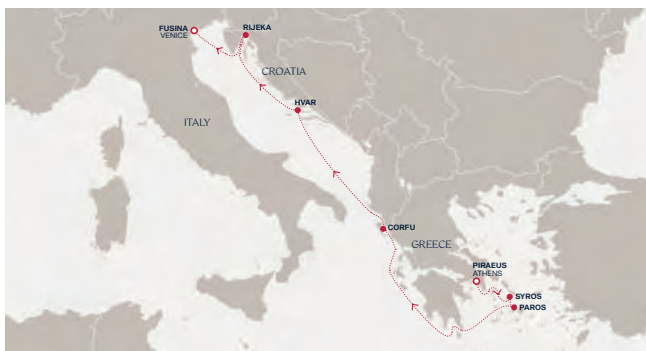 FUSINA
VENICE
RIJEKA
CROATIA
HVAR
ITALY
CORFU
GREECE
PIRAEUS
ATHENS
SYROS
PAROS